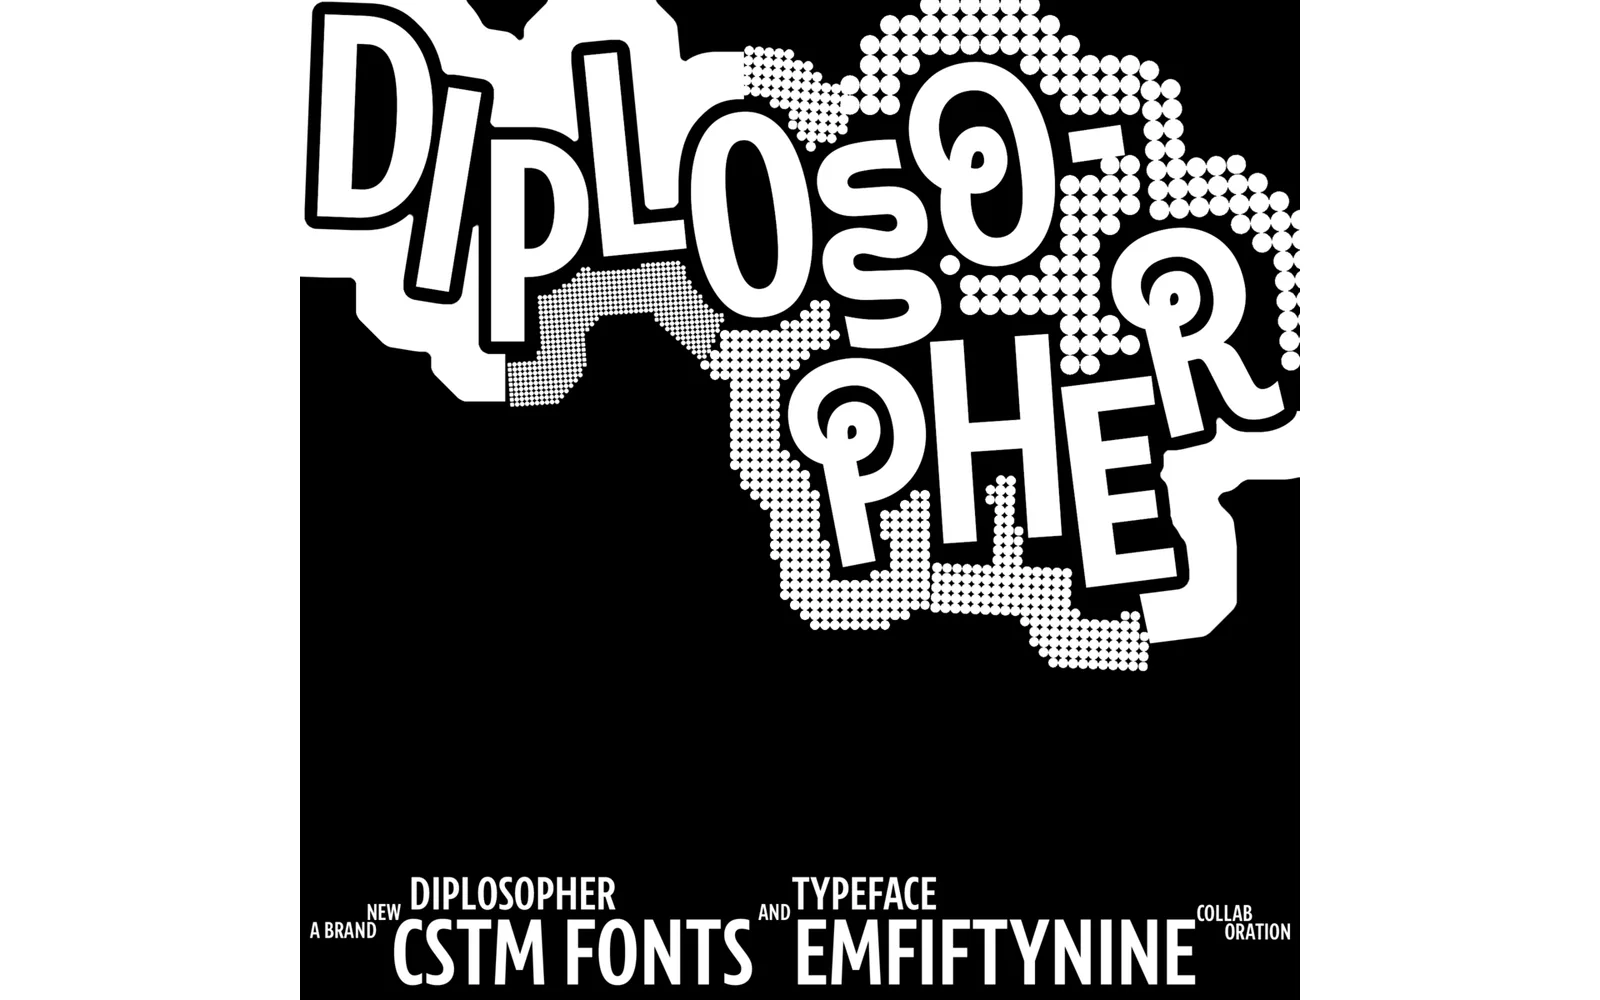 DIPLOSO-
PHER
A BRAND NEW DIPLOSOPHER TYPEFACE
CSTM FONTS AND EMFIFTYNINE COLLAB
ORATION